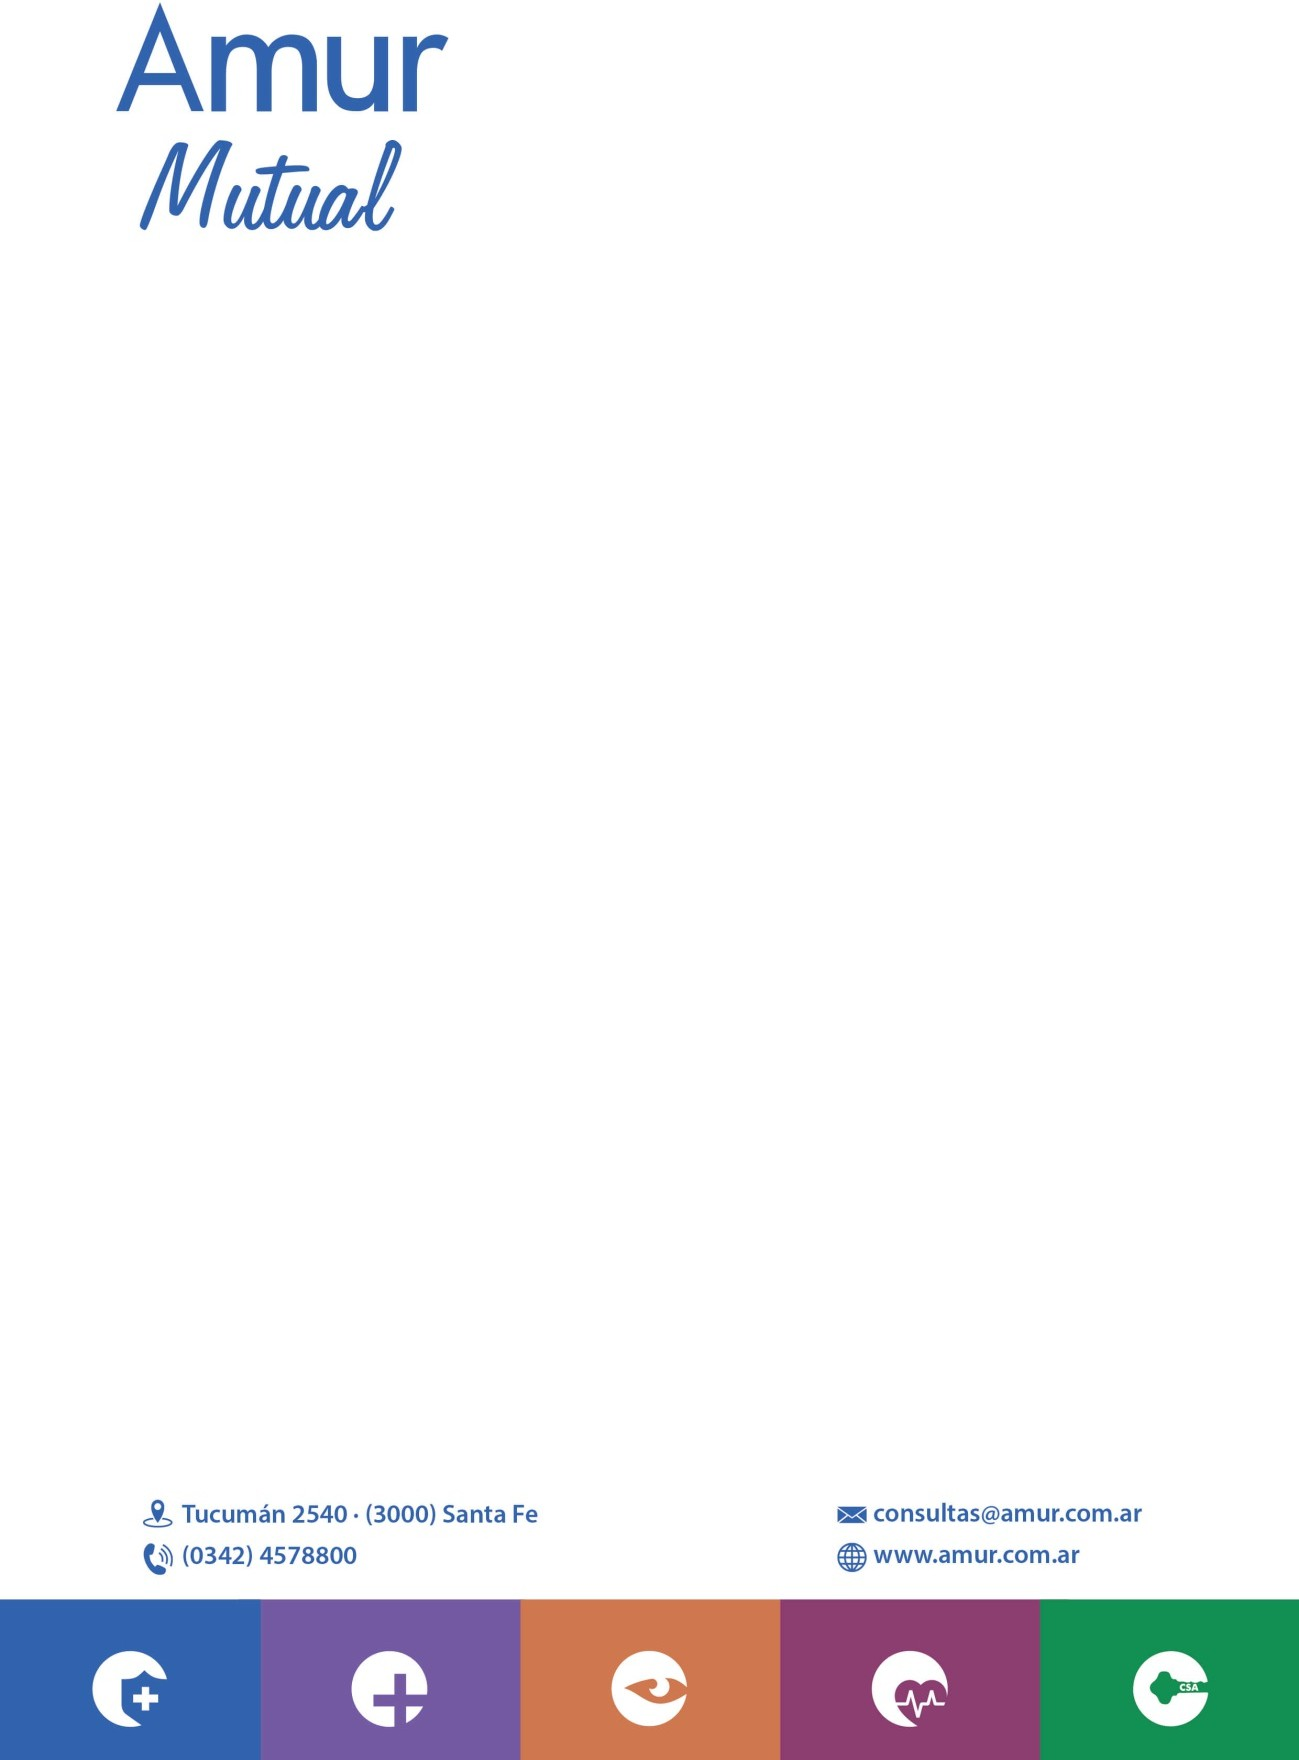 Amur
Mutual
Tucumán 2540 · (3000) Santa Fe
(0342) 4578800
consultas@amur.com.ar
www.amur.com.ar
CSA